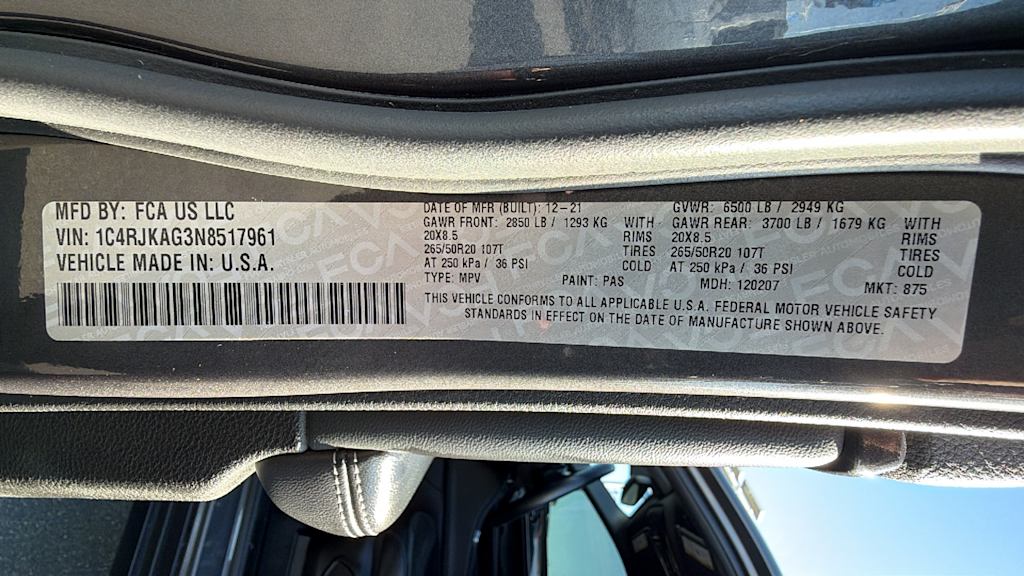 MFD BY: FCA US LLC
VIN: 1C4RJKAG3N8517961
VEHICLE MADE IN: U.S.A.
DATE OF MFR (BUILT): 12-21 GVWR: 6500 LB / 2949 KG
GAWR FRONT: 2850 LB / 1293 KG WITH GAWR REAR: 3700 LB / 1679 KG WITH
20X8.5 RIMS 20X8.5 RIMS
265/50R20 107T TIRES 265/50R20 107T TIRES
AT 250 kPa / 36 PSI COLD AT 250 kPa / 36 PSI COLD
TYPE: MPV PAINT: PAS MDH: 120207 MKT: 875
THIS VEHICLE CONFORMS TO ALL APPLICABLE U.S.A. FEDERAL MOTOR VEHICLE SAFETY
STANDARDS IN EFFECT ON THE DATE OF MANUFACTURE SHOWN ABOVE.